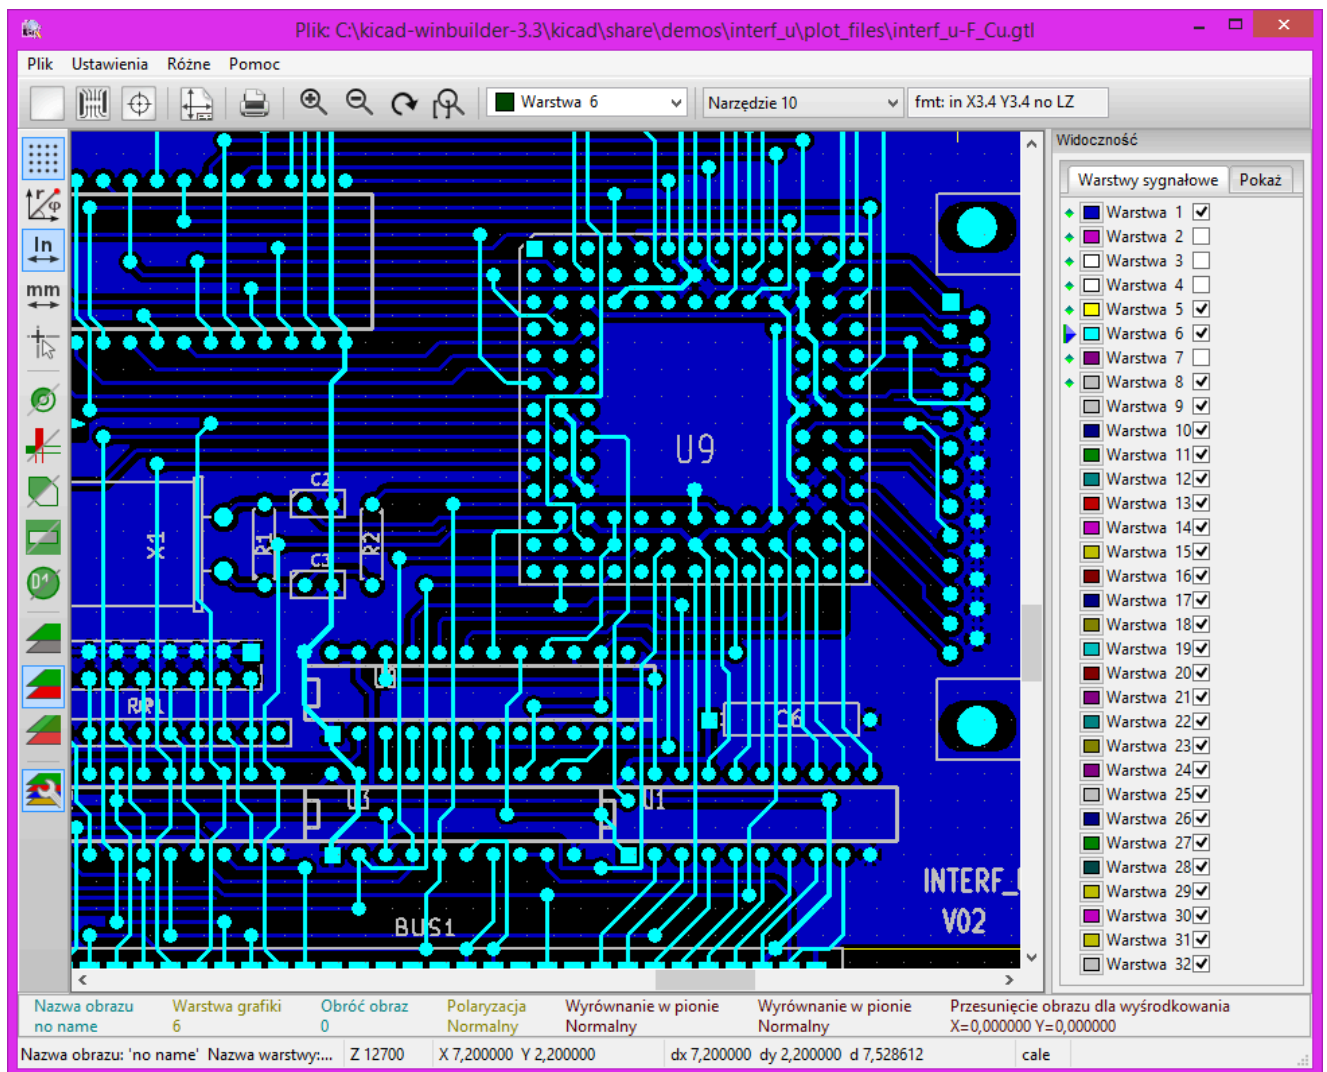 Plik: C:\kicad-winbuilder-3.3\kicad\share\demos\interf_u\plot_files\interf_u-F_Cu.gtl
Plik Ustawienia Różne Pomoc
Warstwa 6 Narzędzie 10 fmt: in X3.4 Y3.4 no LZ
Widoczność
Warstwy sygnałowe Pokaż
Warstwa 1
Warstwa 2
Warstwa 3
Warstwa 4
Warstwa 5
Warstwa 6
Warstwa 7
Warstwa 8
Warstwa 9
Warstwa 10
Warstwa 11
Warstwa 12
Warstwa 13
Warstwa 14
Warstwa 15
Warstwa 16
Warstwa 17
Warstwa 18
Warstwa 19
Warstwa 20
Warstwa 21
Warstwa 22
Warstwa 23
Warstwa 24
Warstwa 25
Warstwa 26
Warstwa 27
Warstwa 28
Warstwa 29
Warstwa 30
Warstwa 31
Warstwa 32
r
φ
In
mm
D1
U9
C2
X1
R1
R2
C3
RR1
C6
U3
U1
INTERF_
V02
BUS1
Nazwa obrazu Warstwa grafiki Obróć obraz Polaryzacja Wyrównanie w pionie Wyrównanie w pionie Przesunięcie obrazu dla wyśrodkowania
no name 6 0 Normalny Normalny Normalny X=0,000000 Y=0,000000
Nazwa obrazu: 'no name' Nazwa warstwy:... Z 12700 X 7,200000 Y 2,200000 dx 7,200000 dy 2,200000 d 7,528612 cale